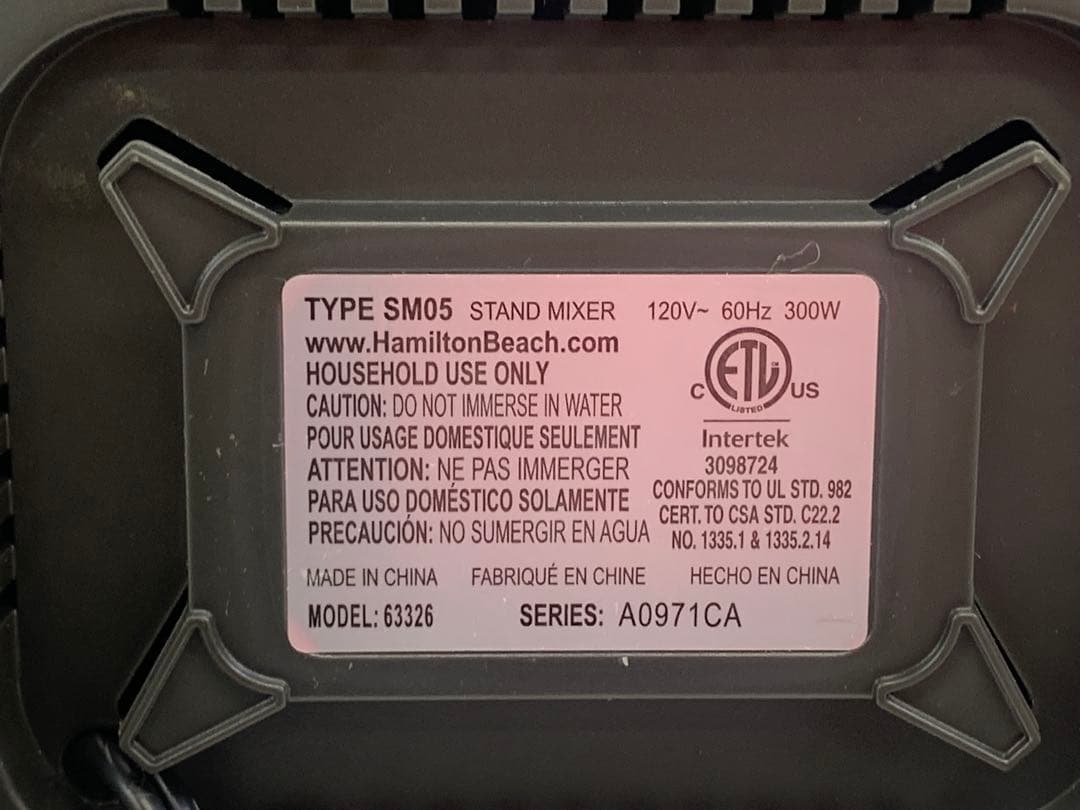 TYPE SM05 STAND MIXER 120V~ 60Hz 300W
www.HamiltonBeach.com
HOUSEHOLD USE ONLY
CAUTION: DO NOT IMMERSE IN WATER
POUR USAGE DOMESTIQUE SEULEMENT
ATTENTION: NE PAS IMMERGER
PARA USO DOMÉSTICO SOLAMENTE
PRECAUCIÓN: NO SUMERGIR EN AGUA
C ETL US
LISTED
Intertek
3098724
CONFORMS TO UL STD. 982
CERT. TO CSA STD. C22.2
NO. 1335.1 & 1335.2.14
MADE IN CHINA FABRIQUÉ EN CHINE HECHO EN CHINA
MODEL: 63326 SERIES: A0971CA